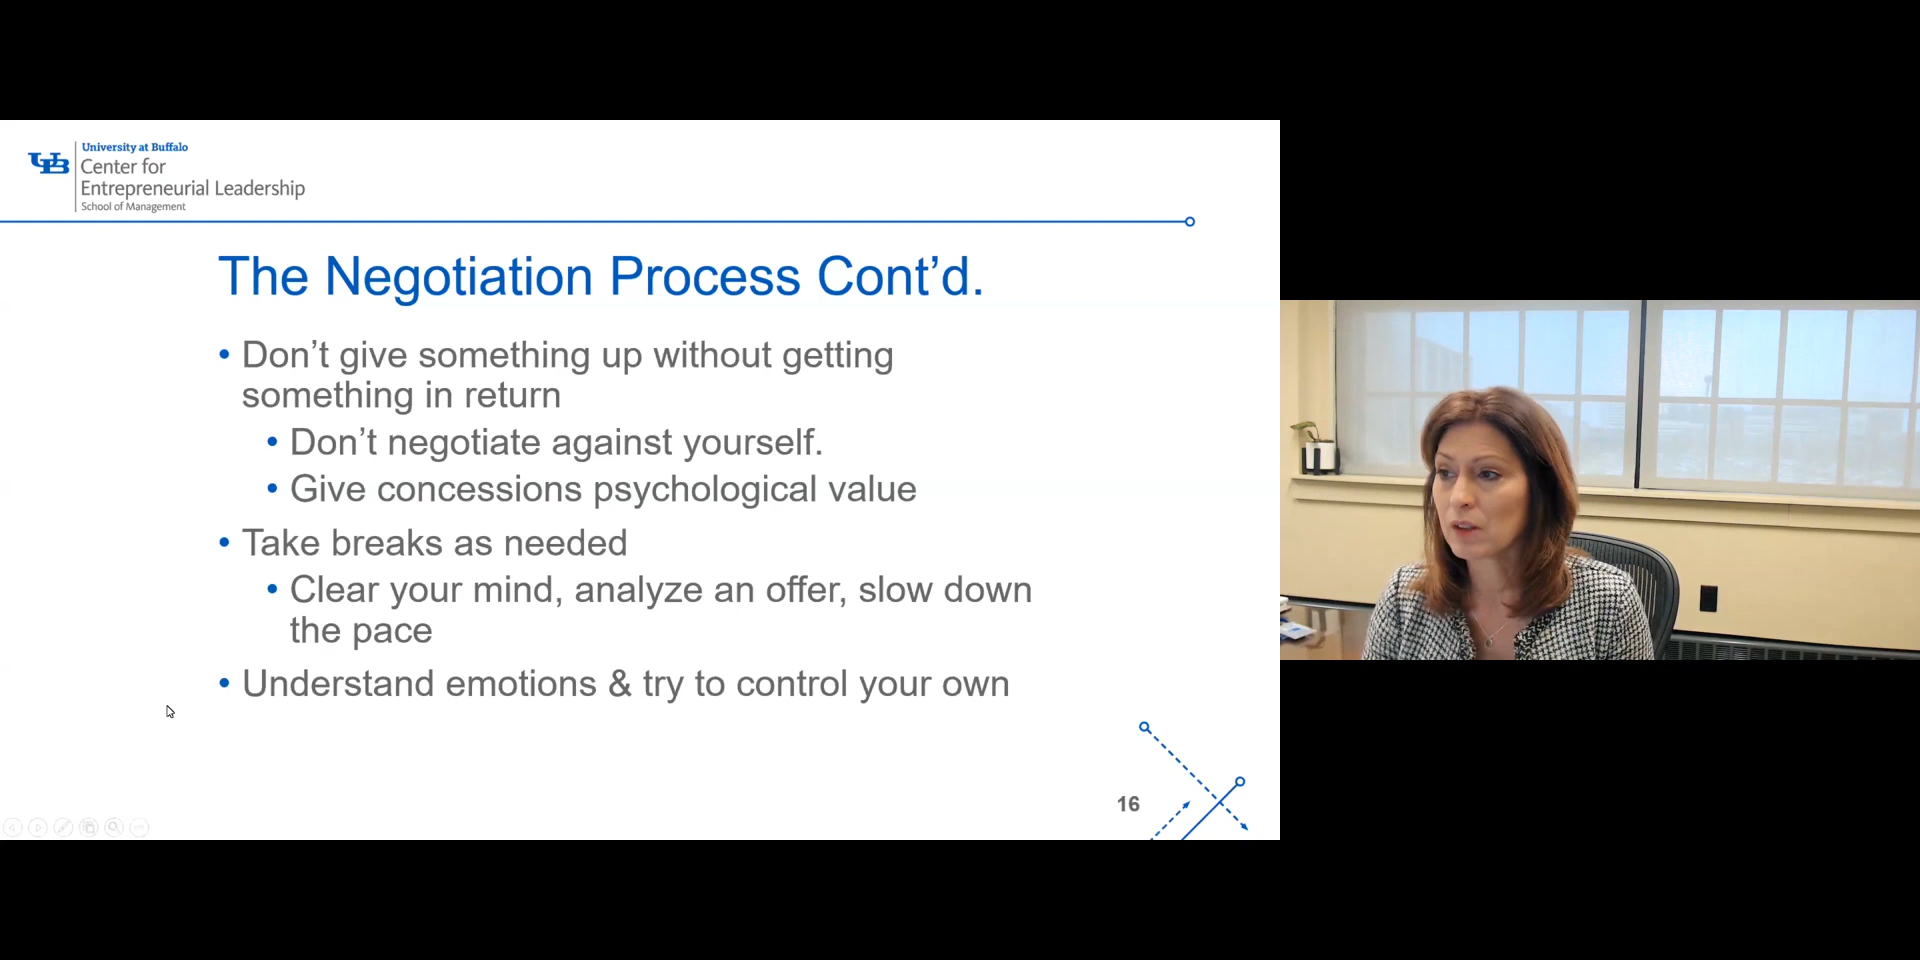 UB
University at Buffalo
Center for
Entrepreneurial Leadership
School of Management
The Negotiation Process Cont’d.
• Don’t give something up without getting
something in return
• Don’t negotiate against yourself.
• Give concessions psychological value
• Take breaks as needed
• Clear your mind, analyze an offer, slow down
the pace
• Understand emotions & try to control your own
16